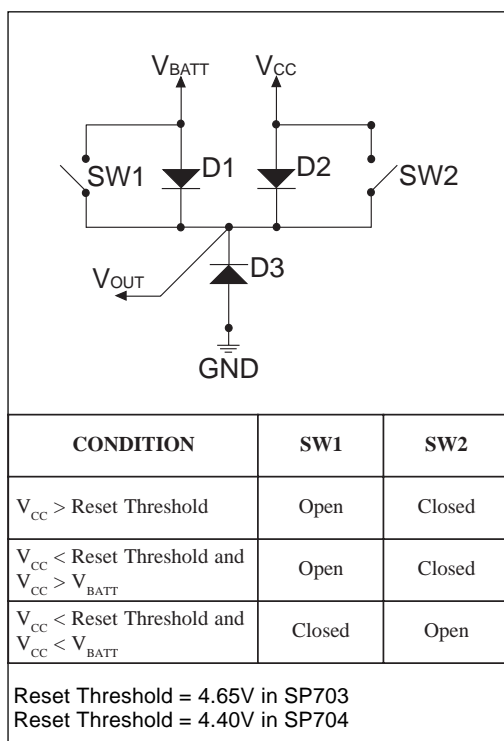 VBATT VCC
SW1 D1 D2 SW2
VOUT D3
GND
CONDITION SW1 SW2
VCC > Reset Threshold Open Closed
VCC < Reset Threshold and
VCC > VBATT Open Closed
VCC < Reset Threshold and
VCC < VBATT Closed Open
Reset Threshold = 4.65V in SP703
Reset Threshold = 4.40V in SP704